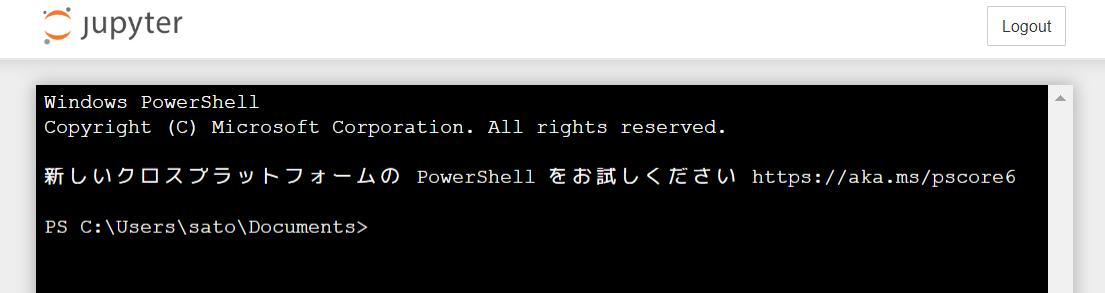 jupyter
Logout
Windows PowerShell
Copyright (C) Microsoft Corporation. All rights reserved.
新しいクロスプラットフォームの PowerShell をお試しください https://aka.ms/pscore6
PS C:\Users\sato\Documents>